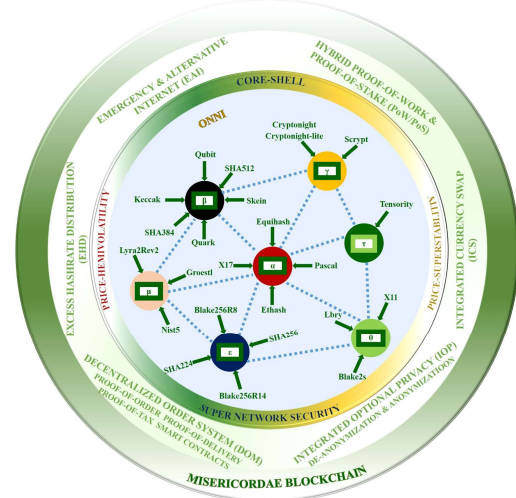 EMERGENCY & ALTERNATIVE
INTERNET (EAI)
HYBRID PROOF-OF-WORK &
PROOF-OF-STAKE (PoW/PoS)
CORE-SHELL
ONNI
Cryptonight
Cryptonight-lite
Scrypt
Qubit
SHA512
γ
Keccak
β
Skein
Tensority
SHA384
Quark
Equihash
τ
EXCESS HASHRATE DISTRIBUTION
(EHD)
PRICE-HEMIVOLATILITY
PRICE-SUPERSTABILITY
INTEGRATED CURRENCY SWAP
(ICS)
Lyra2Rev2
Groestl
X17
α
Pascal
μ
Ethash
X11
Lbry
Nist5
Blake256R8
SHA256
ε
θ
SHA224
Blake2s
Blake256R14
SUPER NETWORK SECURITY
DECENTRALIZED ORDER SYSTEM (DOM)
PROOF-OF-ORDER PROOF-OF-DELIVERY
PROOF-OF-TAX SMART CONTRACTS
INTEGRATED OPTIONAL PRIVACY (IOP)
DE-ANONYMIZATION & ANONYMIZATION
MISERICORDAE BLOCKCHAIN